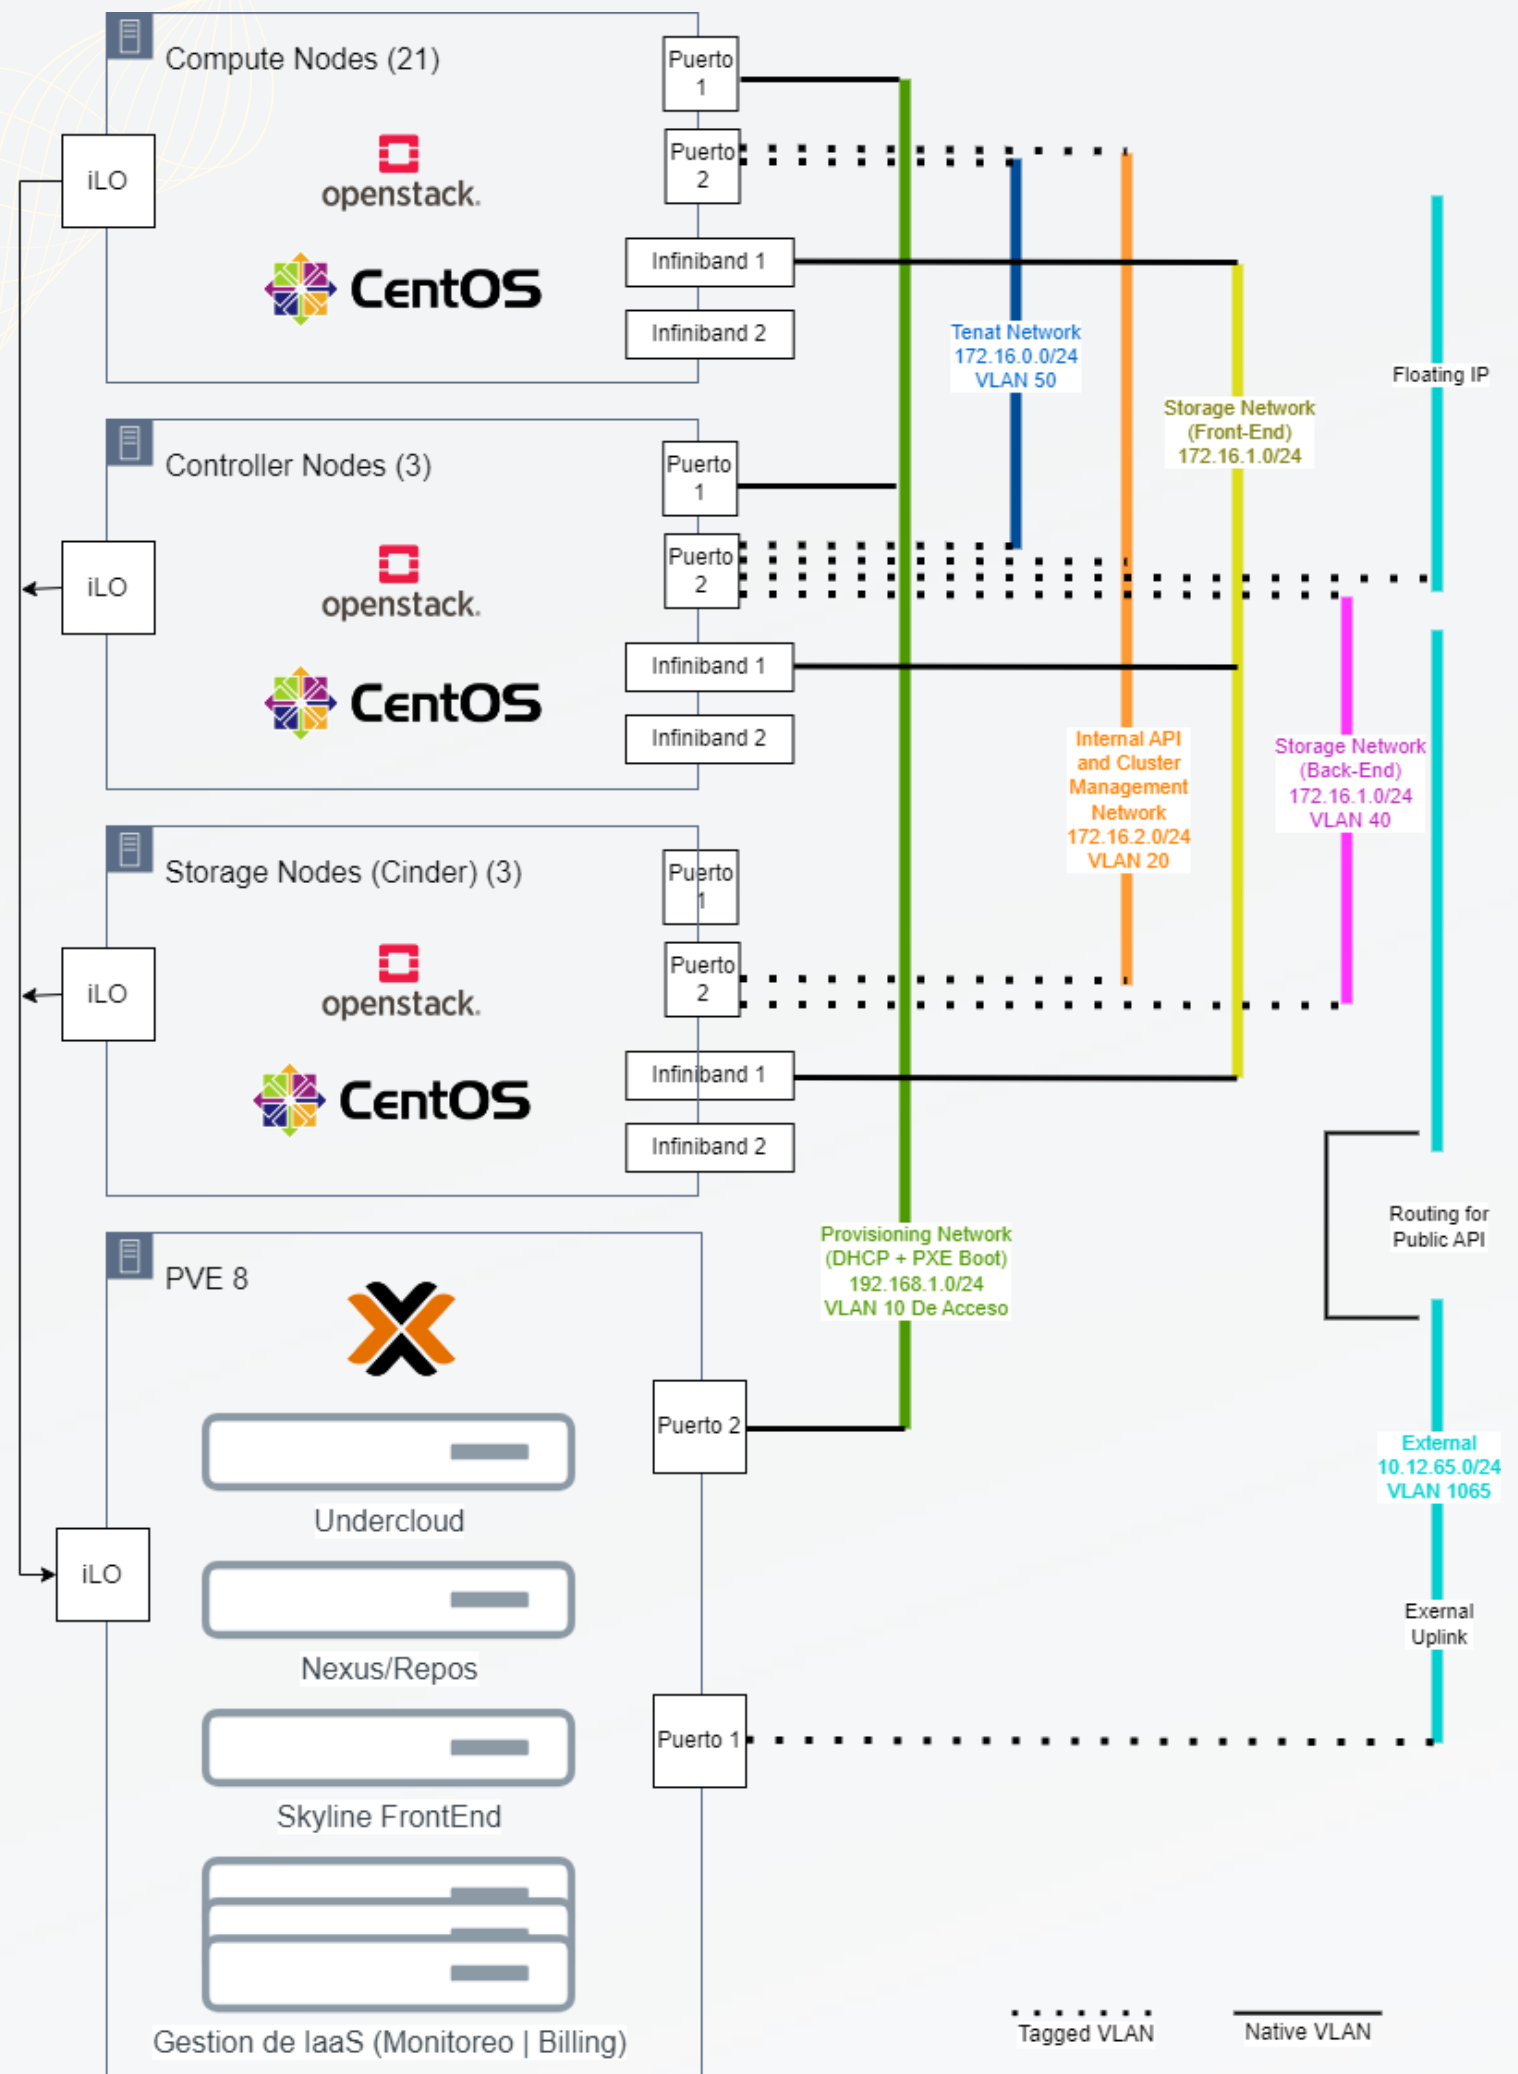 Compute Nodes (21)
Puerto
1
Puerto
2
iLO
openstack.
CentOS
Infiniband 1
Infiniband 2
Tenat Network
172.16.0.0/24
VLAN 50
Floating IP
Storage Network
(Front-End)
172.16.1.0/24
Controller Nodes (3)
Puerto
1
Puerto
2
iLO
openstack.
CentOS
Infiniband 1
Infiniband 2
Internal API
and Cluster
Management
Network
172.16.2.0/24
VLAN 20
Storage Network
(Back-End)
172.16.1.0/24
VLAN 40
Storage Nodes (Cinder) (3)
Puerto
1
Puerto
2
iLO
openstack.
CentOS
Infiniband 1
Infiniband 2
Routing for
Public API
Provisioning Network
(DHCP + PXE Boot)
192.168.1.0/24
VLAN 10 De Acceso
PVE 8
Puerto 2
External
10.12.65.0/24
VLAN 1065
Undercloud
iLO
Exernal
Uplink
Nexus/Repos
Puerto 1
Skyline FrontEnd
Gestion de IaaS (Monitoreo | Billing)
Tagged VLAN
Native VLAN